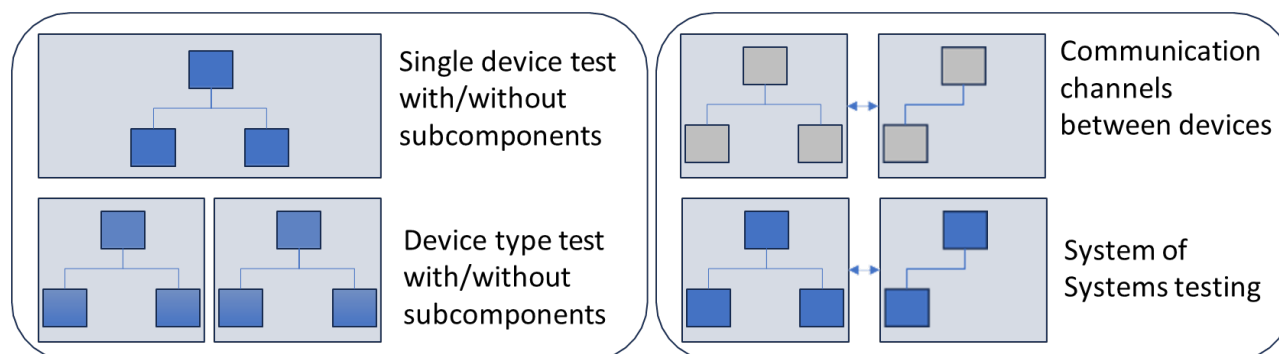 Single device test
with/without
subcomponents
Device type test
with/without
subcomponents
Communication
channels
between devices
System of
Systems testing